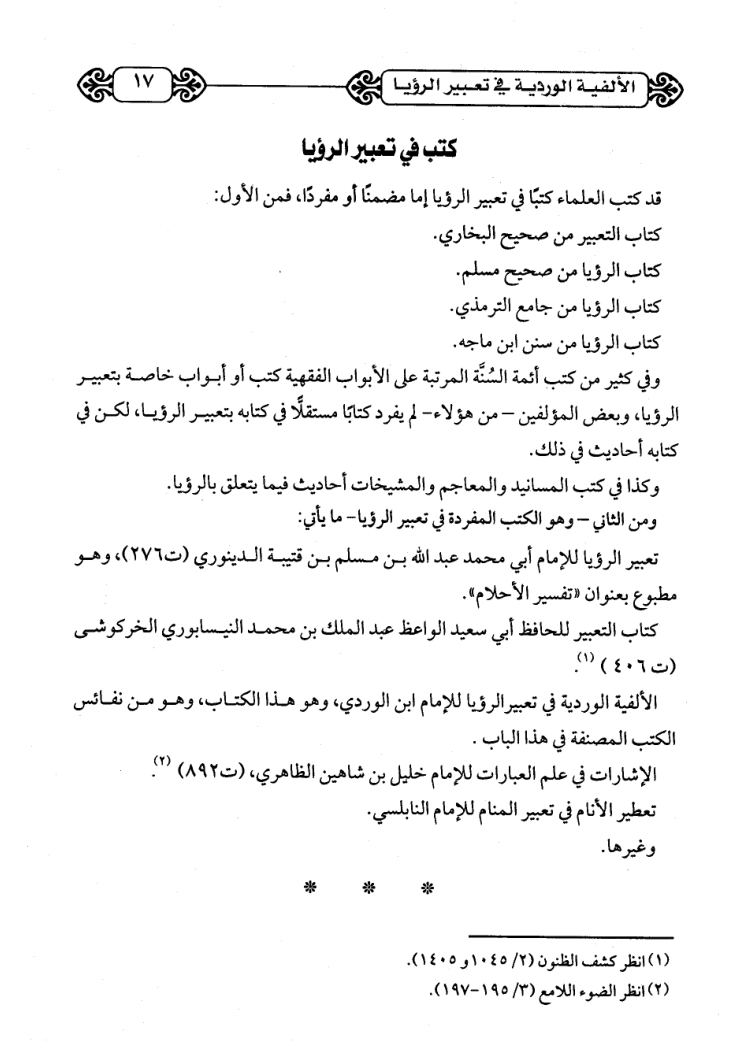 الألفية الوردية في تعبير الرؤيا
١٧
كتب في تعبير الرؤيا
قد كتب العلماء كتبًا في تعبير الرؤيا إما مضمنًا أو مفردًا، فمن الأول:
كتاب التعبير من صحيح البخاري.
كتاب الرؤيا من صحيح مسلم.
كتاب الرؤيا من جامع الترمذي.
كتاب الرؤيا من سنن ابن ماجه.
وفي كثير من كتب أئمة السُنَّة المرتبة على الأبواب الفقهية كتب أو أبواب خاصة بتعبير
الرؤيا، وبعض المؤلفين – من هؤلاء– لم يفرد كتابًا مستقلًّا في كتابه بتعبير الرؤيا، لكن في
كتابه أحاديث في ذلك.
وكذا في كتب المسانيد والمعاجم والمشيخات أحاديث فيما يتعلق بالرؤيا.
ومن الثاني – وهو الكتب المفردة في تعبير الرؤيا– ما يأتي:
تعبير الرؤيا للإمام أبي محمد عبد الله بن مسلم بن قتيبة الدينوري (ت٢٧٦)، وهو
مطبوع بعنوان «تفسير الأحلام».
كتاب التعبير للحافظ أبي سعيد الواعظ عبد الملك بن محمد النيسابوري الخركوشى
(ت ٤٠٦ ) (١).
الألفية الوردية في تعبيرالرؤيا للإمام ابن الوردي، وهو هذا الكتاب، وهو من نفائس
الكتب المصنفة في هذا الباب .
الإشارات في علم العبارات للإمام خليل بن شاهين الظاهري، (ت٨٩٢) (٢).
تعطير الأنام في تعبير المنام للإمام النابلسي.
وغيرها.
* * *
(١) انظر كشف الظنون (٢/ ١٠٤٥ و ١٤٠٥).
(٢) انظر الضوء اللامع (٣/ ١٩٥–١٩٧).